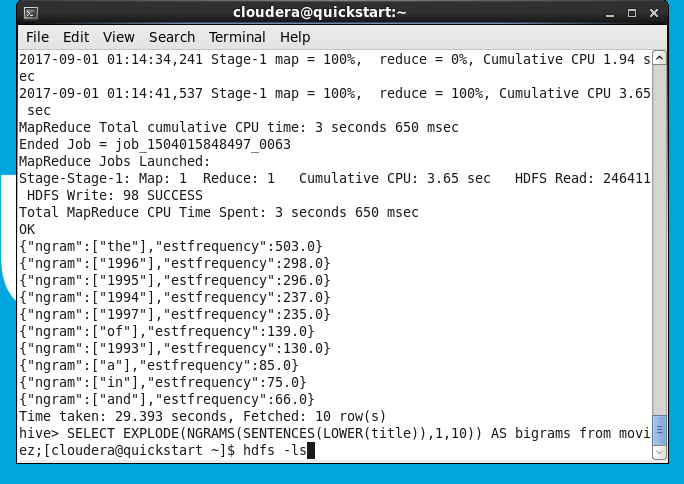 cloudera@quickstart:~
File Edit View Search Terminal Help
2017-09-01 01:14:34,241 Stage-1 map = 100%,  reduce = 0%, Cumulative CPU 1.94 s
ec
2017-09-01 01:14:41,537 Stage-1 map = 100%,  reduce = 100%, Cumulative CPU 3.65
 sec
MapReduce Total cumulative CPU time: 3 seconds 650 msec
Ended Job = job_1504015848497_0063
MapReduce Jobs Launched:
Stage-Stage-1: Map: 1  Reduce: 1   Cumulative CPU: 3.65 sec   HDFS Read: 246411
 HDFS Write: 98 SUCCESS
Total MapReduce CPU Time Spent: 3 seconds 650 msec
OK
{"ngram":["the"],"estfrequency":503.0}
{"ngram":["1996"],"estfrequency":298.0}
{"ngram":["1995"],"estfrequency":296.0}
{"ngram":["1994"],"estfrequency":237.0}
{"ngram":["1997"],"estfrequency":235.0}
{"ngram":["of"],"estfrequency":139.0}
{"ngram":["1993"],"estfrequency":130.0}
{"ngram":["a"],"estfrequency":85.0}
{"ngram":["in"],"estfrequency":75.0}
{"ngram":["and"],"estfrequency":66.0}
Time taken: 29.393 seconds, Fetched: 10 row(s)
hive> SELECT EXPLODE(NGRAMS(SENTENCES(LOWER(title)),1,10)) AS bigrams from movi
ez;[cloudera@quickstart ~]$ hdfs -ls